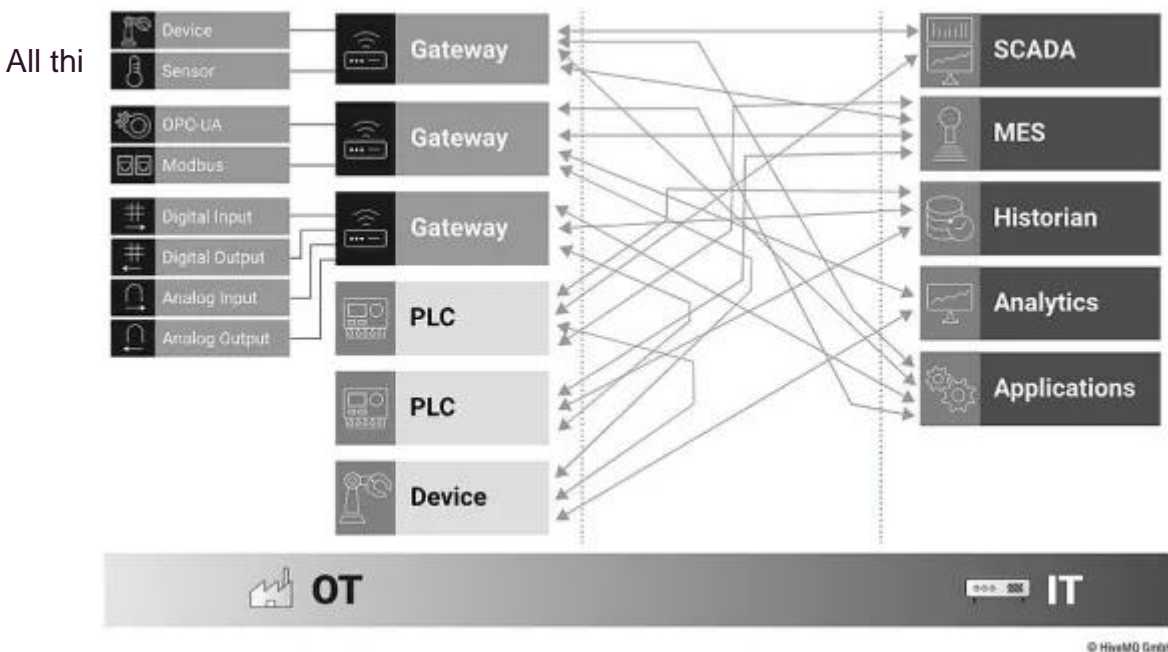 All thi
Device
Sensor
OPC-UA
Modbus
Digital Input
Digital Output
Analog Input
Analog Output
Gateway
Gateway
Gateway
PLC
PLC
Device
SCADA
MES
Historian
Analytics
Applications
OT
IT
© HiveMQ GmbH